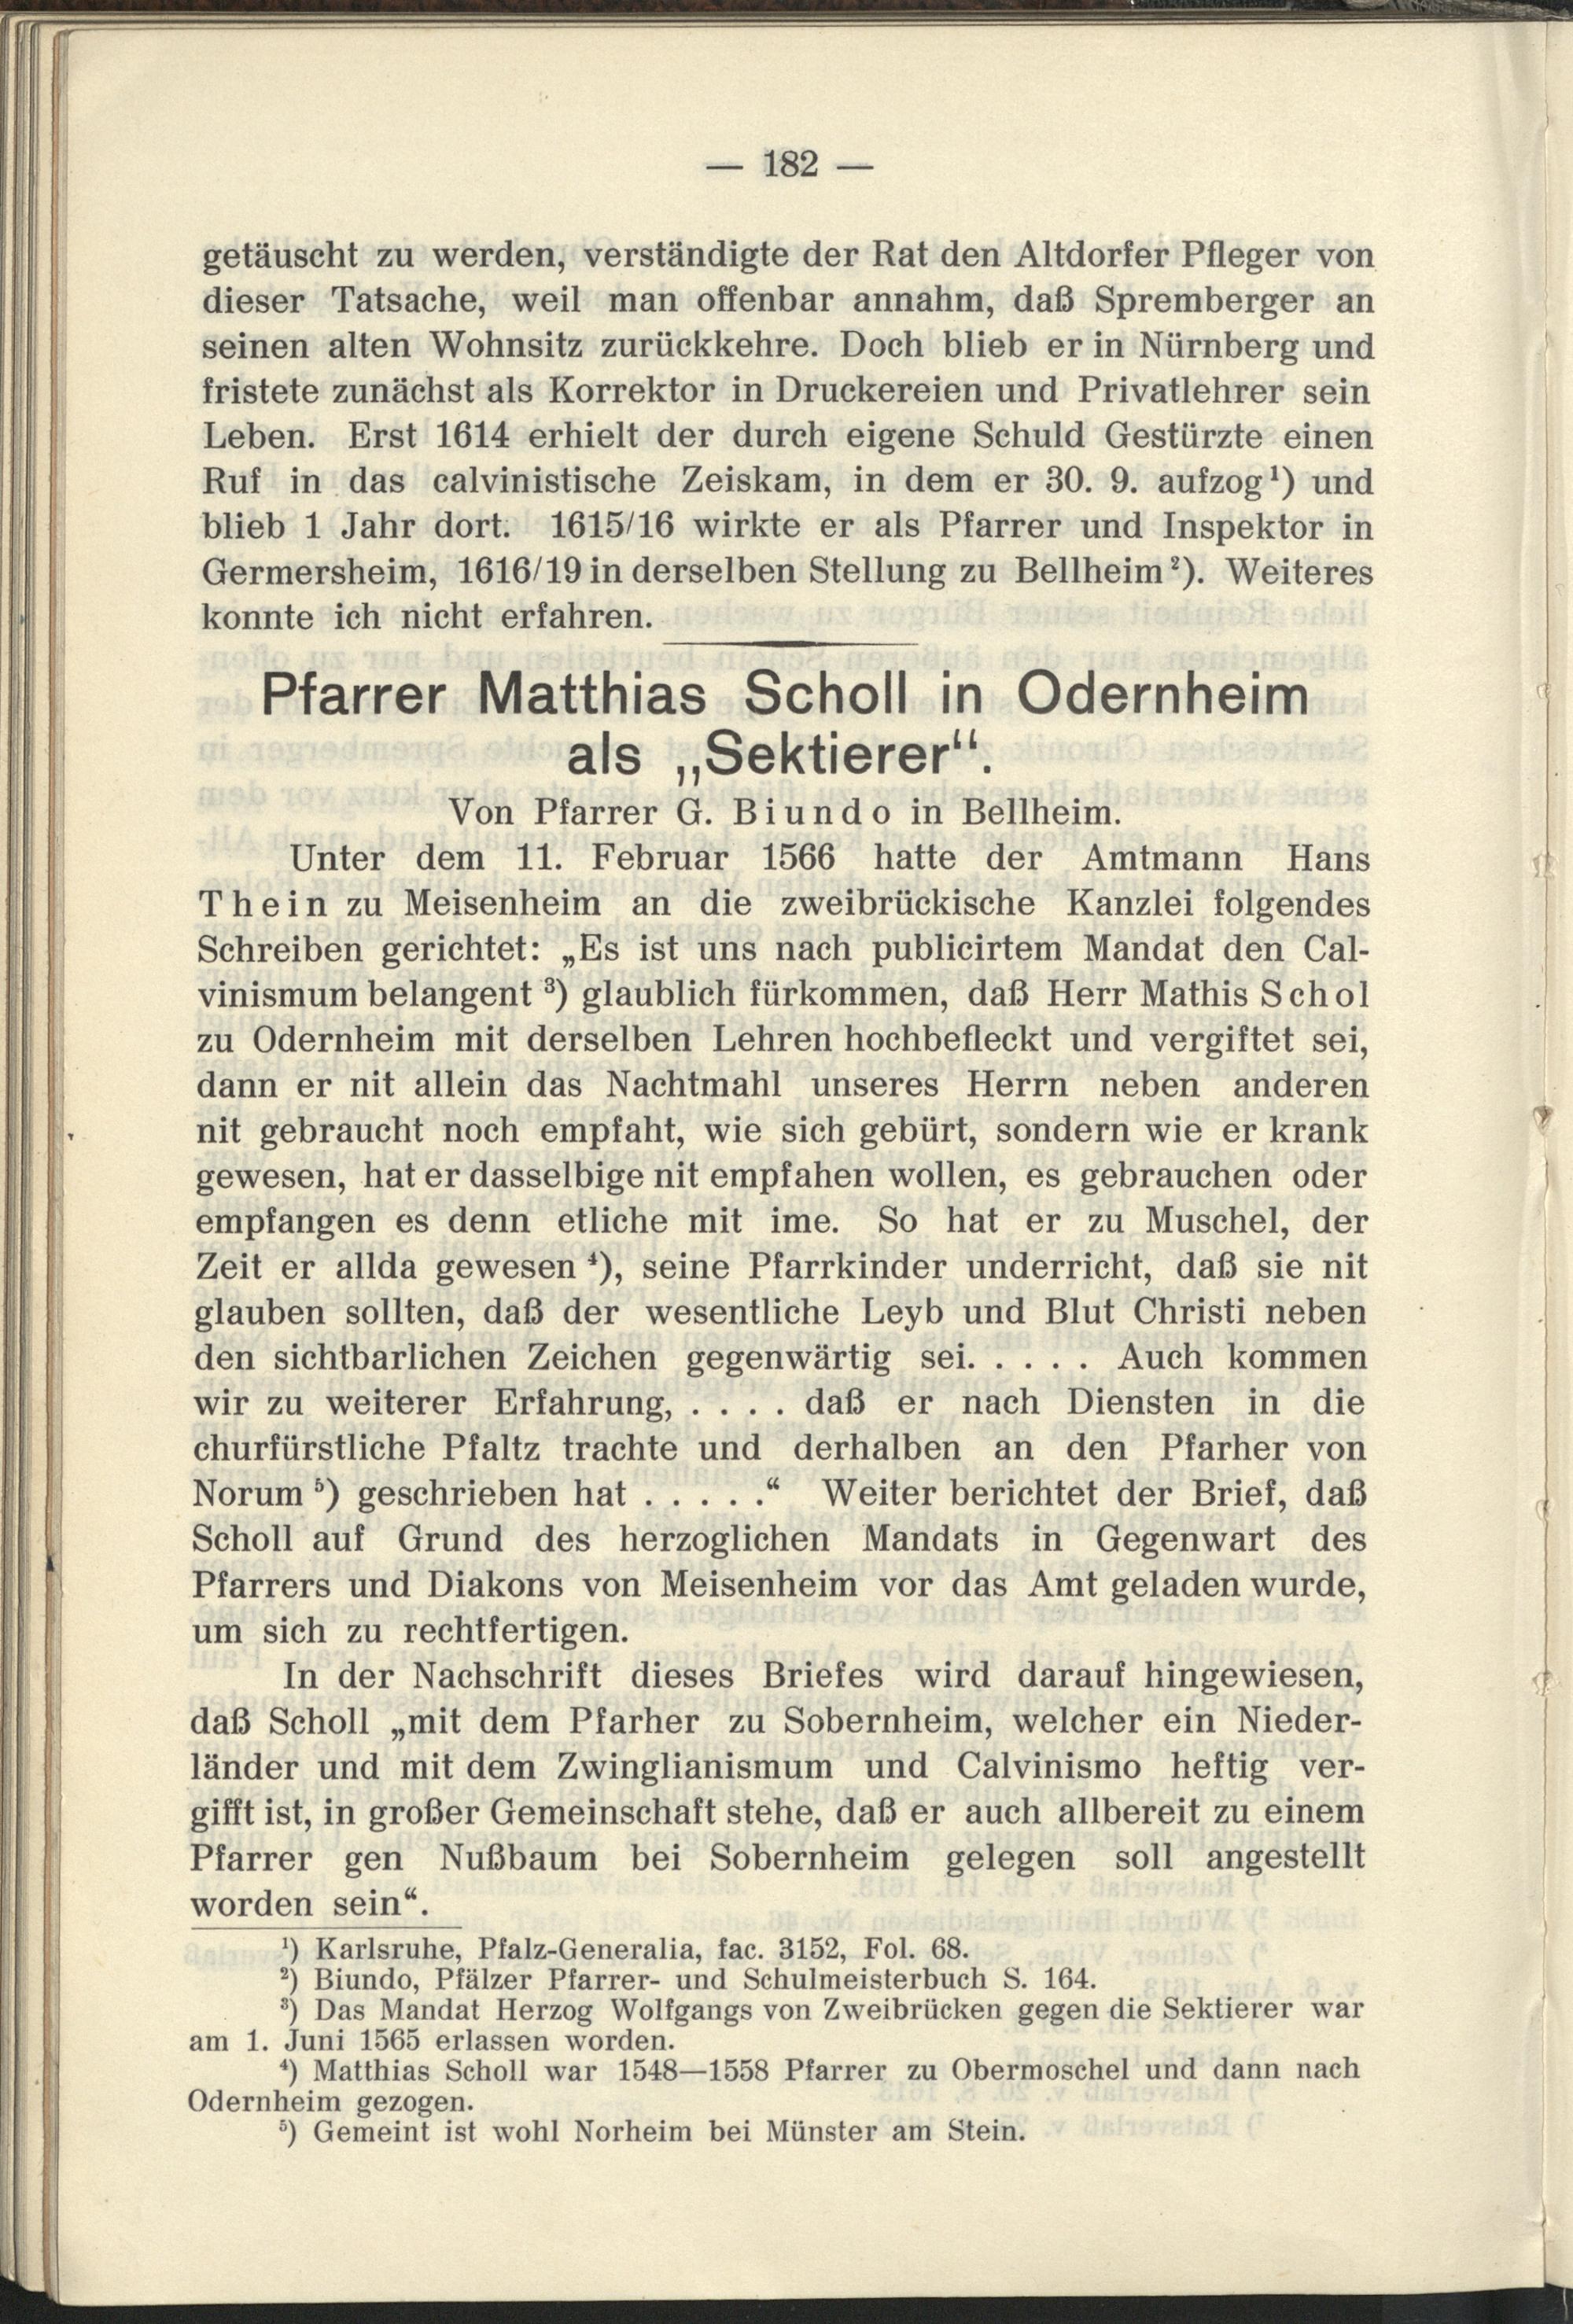 — 182 —
getäuscht zu werden, verständigte der Rat den Altdorfer Pfleger von
dieser Tatsache, weil man offenbar annahm, daß Spremberger an
seinen alten Wohnsitz zurückkehre. Doch blieb er in Nürnberg und
fristete zunächst als Korrektor in Druckereien und Privatlehrer sein
Leben. Erst 1614 erhielt der durch eigene Schuld Gestürzte einen
Ruf in das calvinistische Zeiskam, in dem er 30. 9. aufzog¹) und
blieb 1 Jahr dort. 1615/16 wirkte er als Pfarrer und Inspektor in
Germersheim, 1616/19 in derselben Stellung zu Bellheim²). Weiteres
konnte ich nicht erfahren.
Pfarrer Matthias Scholl in Odernheim
als „Sektierer“.
Von Pfarrer G. Biundo in Bellheim.
Unter dem 11. Februar 1566 hatte der Amtmann Hans
Thein zu Meisenheim an die zweibrückische Kanzlei folgendes
Schreiben gerichtet: „Es ist uns nach publicirtem Mandat den Cal-
vinismum belangent³) glaublich fürkommen, daß Herr Mathis Schol
zu Odernheim mit derselben Lehren hochbefleckt und vergiftet sei,
dann er nit allein das Nachtmahl unseres Herrn neben anderen
nit gebraucht noch empfaht, wie sich gebürt, sondern wie er krank
gewesen, hat er dasselbige nit empfahen wollen, es gebrauchen oder
empfangen es denn etliche mit ime. So hat er zu Muschel, der
Zeit er allda gewesen⁴), seine Pfarrkinder underricht, daß sie nit
glauben sollten, daß der wesentliche Leyb und Blut Christi neben
den sichtbarlichen Zeichen gegenwärtig sei. . . . . Auch kommen
wir zu weiterer Erfahrung, . . . . daß er nach Diensten in die
churfürstliche Pfaltz trachte und derhalben an den Pfarher von
Norum⁵) geschrieben hat . . . . .“ Weiter berichtet der Brief, daß
Scholl auf Grund des herzoglichen Mandats in Gegenwart des
Pfarrers und Diakons von Meisenheim vor das Amt geladen wurde,
um sich zu rechtfertigen.
In der Nachschrift dieses Briefes wird darauf hingewiesen,
daß Scholl „mit dem Pfarher zu Sobernheim, welcher ein Nieder-
länder und mit dem Zwinglianismum und Calvinismo heftig ver-
gifft ist, in großer Gemeinschaft stehe, daß er auch allbereit zu einem
Pfarrer gen Nußbaum bei Sobernheim gelegen soll angestellt
worden sein“.
¹) Karlsruhe, Pfalz-Generalia, fac. 3152, Fol. 68.
²) Biundo, Pfälzer Pfarrer- und Schulmeisterbuch S. 164.
³) Das Mandat Herzog Wolfgangs von Zweibrücken gegen die Sektierer war
am 1. Juni 1565 erlassen worden.
⁴) Matthias Scholl war 1548—1558 Pfarrer zu Obermoschel und dann nach
Odernheim gezogen.
⁵) Gemeint ist wohl Norheim bei Münster am Stein.